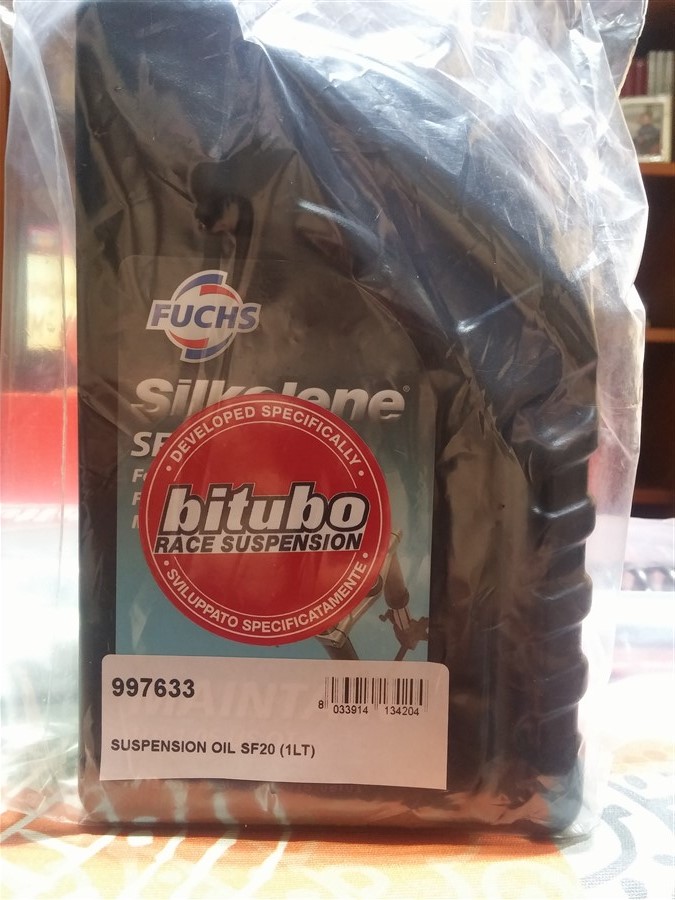 FUCHS
Silkolene®
DEVELOPED SPECIFICALLY
bitubo
RACE SUSPENSION
SVILUPPATO SPECIFICATAMENTE
997633
8 033914 134204
SUSPENSION OIL SF20 (1LT)